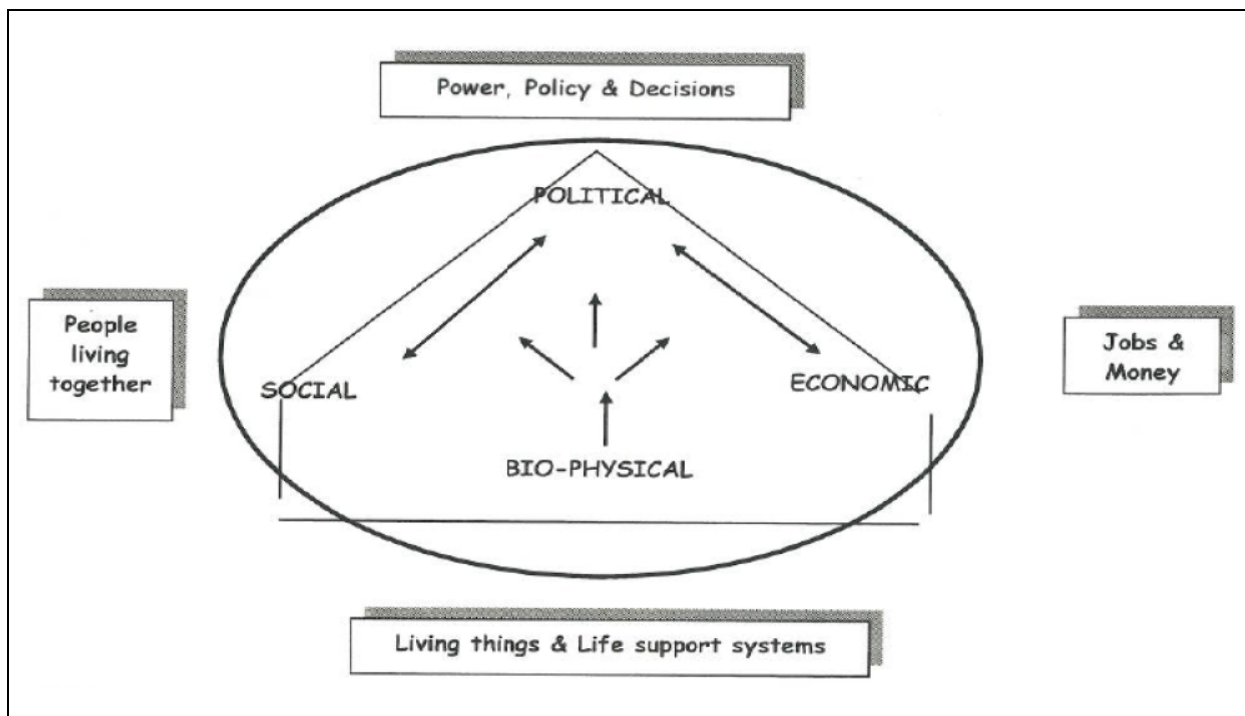 Power, Policy & Decisions
POLITICAL
People
living
together
SOCIAL
ECONOMIC
Jobs &
Money
BIO-PHYSICAL
Living things & Life support systems